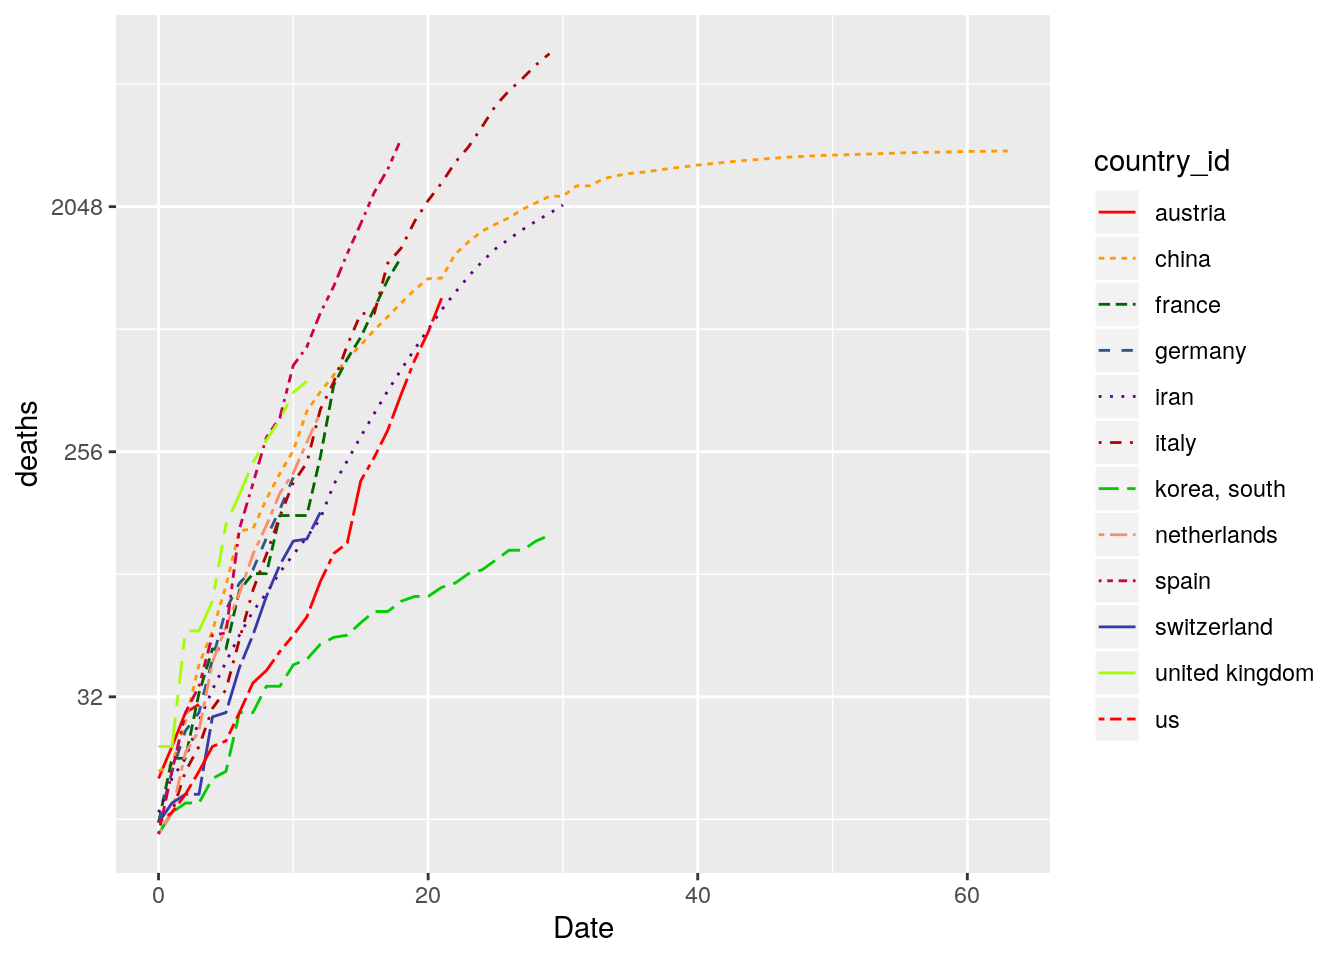 2048
256
32
deaths
0 20 40 60
Date
country_id
austria
china
france
germany
iran
italy
korea, south
netherlands
spain
switzerland
united kingdom
us